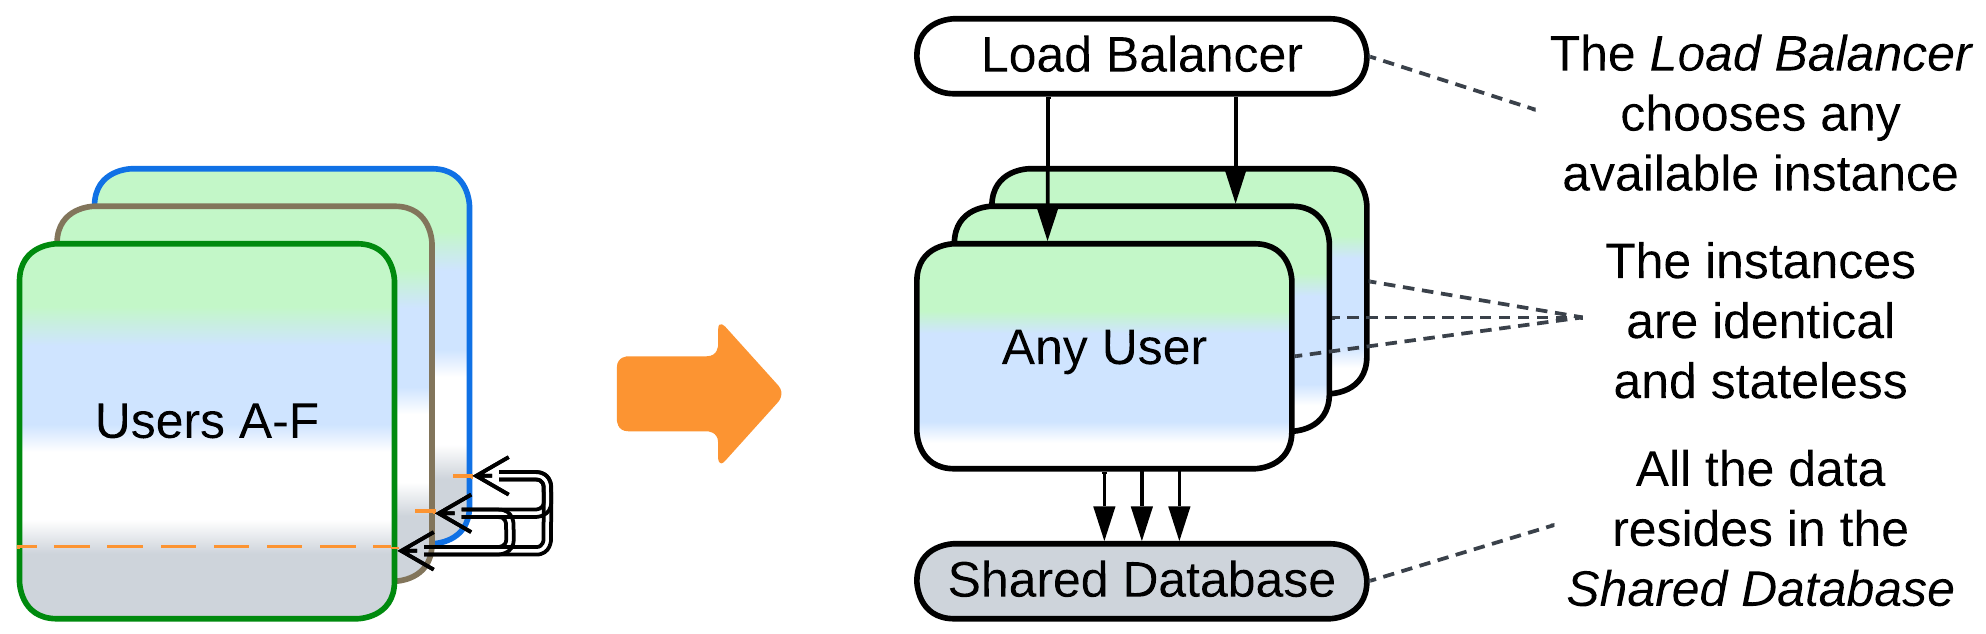 Load Balancer
The Load Balancer
chooses any
available instance
Users A-F
Any User
The instances
are identical
and stateless
Shared Database
All the data
resides in the
Shared Database